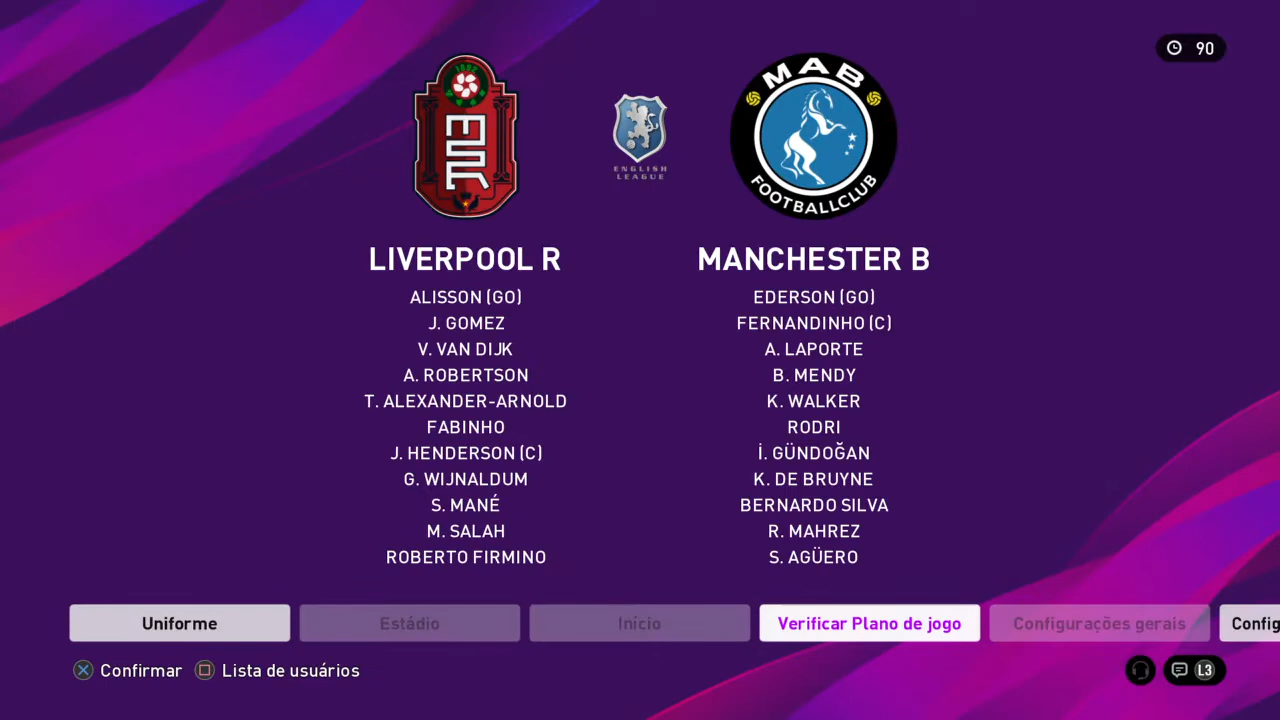 90
1892
MAB
FOOTBALLCLUB
ENGLISH
LEAGUE
LIVERPOOL R
ALISSON (GO)
J. GOMEZ
V. VAN DIJK
A. ROBERTSON
T. ALEXANDER-ARNOLD
FABINHO
J. HENDERSON (C)
G. WIJNALDUM
S. MANÉ
M. SALAH
ROBERTO FIRMINO
MANCHESTER B
EDERSON (GO)
FERNANDINHO (C)
A. LAPORTE
B. MENDY
K. WALKER
RODRI
İ. GÜNDOĞAN
K. DE BRUYNE
BERNARDO SILVA
R. MAHREZ
S. AGÜERO
Uniforme
Estádio
Início
Verificar Plano de jogo
Configurações gerais
Config
Confirmar
Lista de usuários
L3